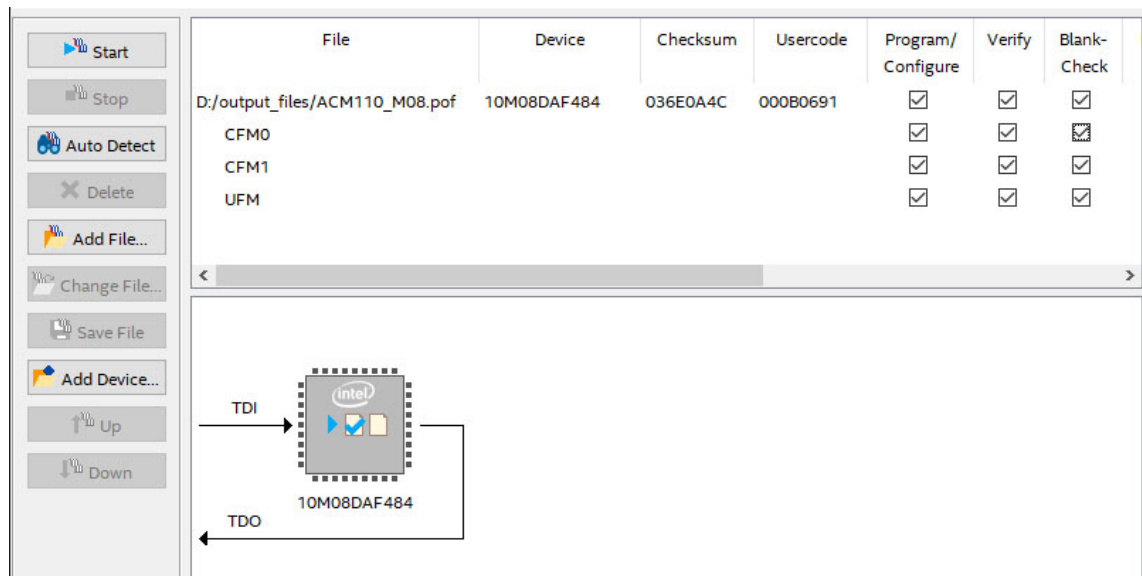 Start
Stop
Auto Detect
Delete
Add File...
Change File...
Save File
Add Device...
Up
Down
File Device Checksum Usercode Program/ Verify Blank-
Configure Check
D:/output_files/ACM110_M08.pof 10M08DAF484 036E0A4C 000B0691
CFM0
CFM1
UFM
intel
TDI
10M08DAF484
TDO